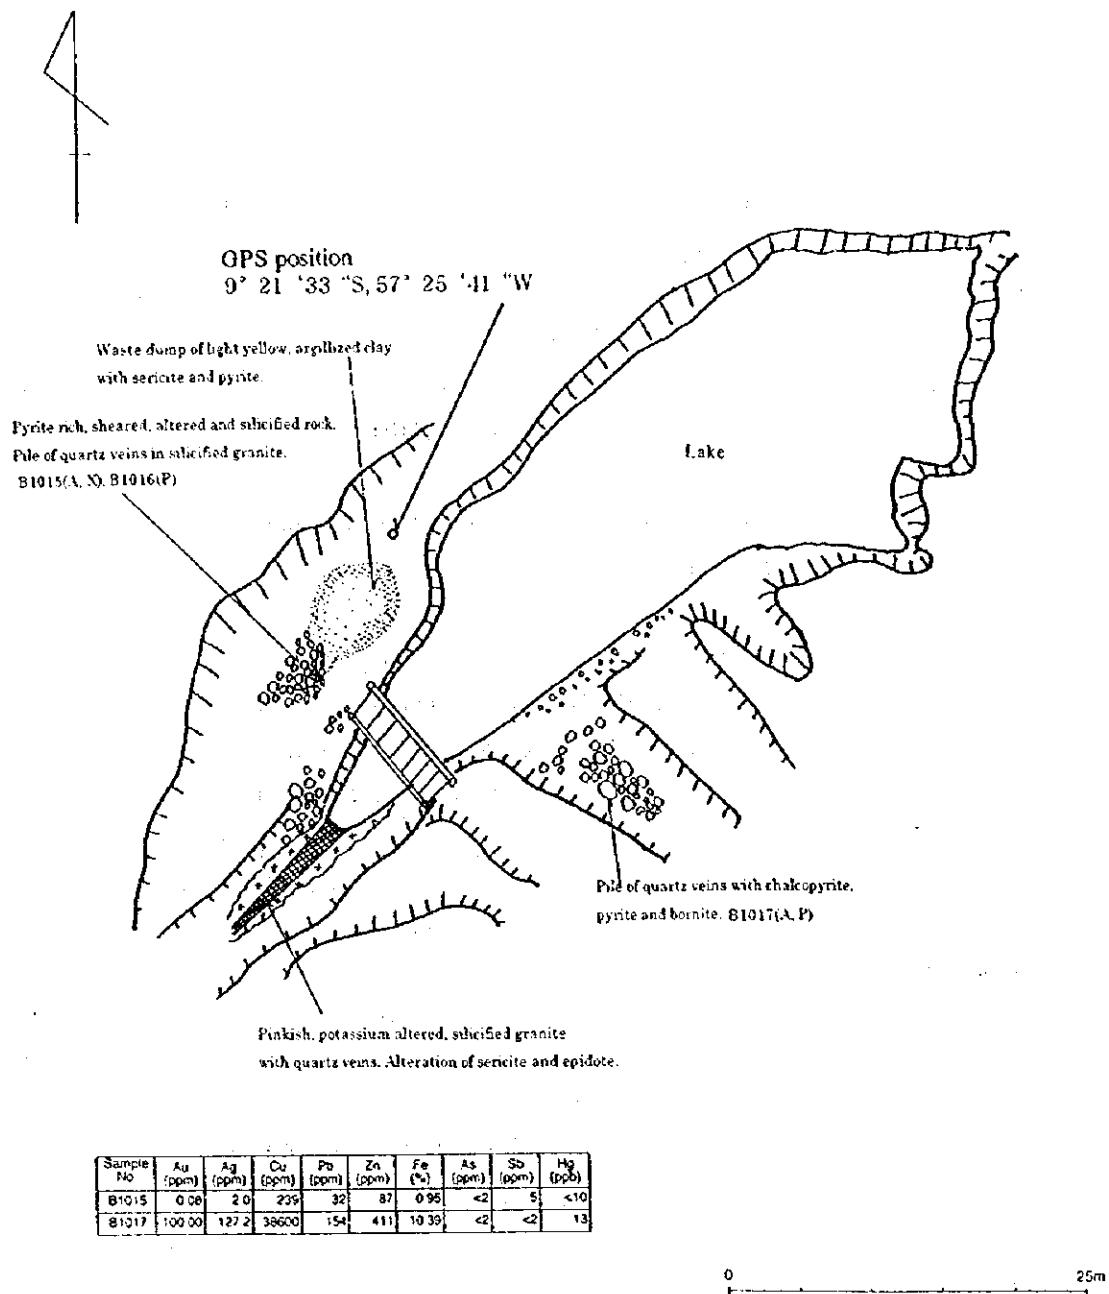 GPS position
9° 21 '33 "S, 57° 25 '41 "W
Waste dump of light yellow, argillized clay
with sericite and pyrite.
Pyrite rich, sheared, altered and silicified rock.
Pile of quartz veins in silicified granite.
B1015(A, X), B1016(P)
Lake
Pile of quartz veins with chalcopyrite,
pyrite and bornite. B1017(A, P)
Pinkish, potassium altered, silicified granite
with quartz veins. Alteration of sericite and epidote.
Sample No Au (ppm) Ag (ppm) Cu (ppm) Pb (ppm) Zn (ppm) Fe (%) As (ppm) Sb (ppm) Hg (ppb)
B1015 0.08 2.0 239 32 87 0.95 <2 5 <10
B1017 100.00 127.2 38600 154 411 10.39 <2 <2 13
0 25m